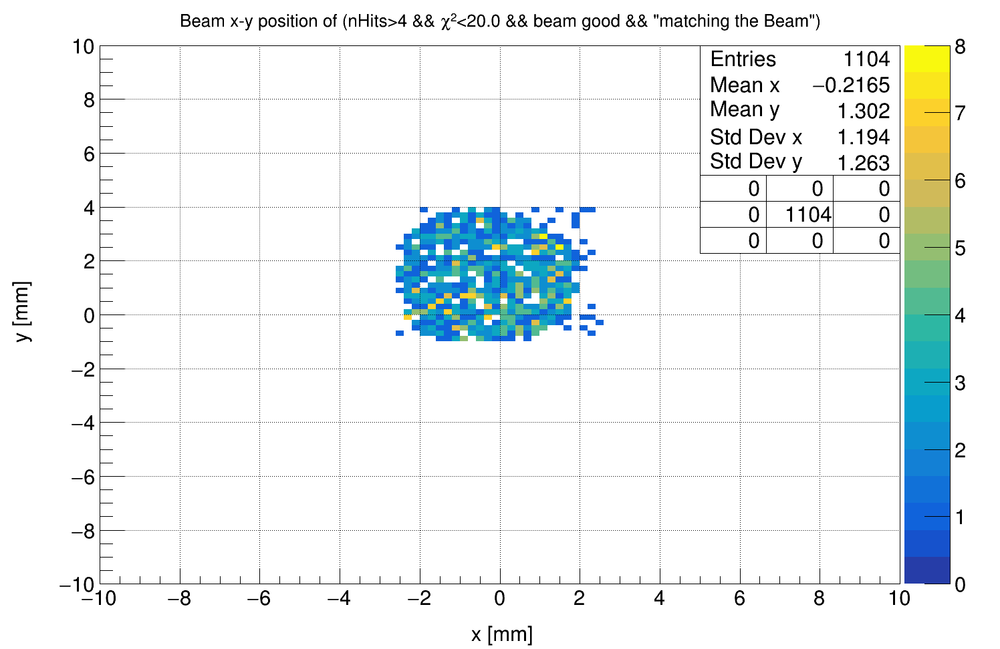 Beam x-y position of (nHits>4 && χ²<20.0 && beam good && "matching the Beam")
Entries 1104
Mean x −0.2165
Mean y 1.302
Std Dev x 1.194
Std Dev y 1.263
0 0 0
0 1104 0
0 0 0
10
8
6
4
2
0
−2
−4
−6
−8
−10
y [mm]
−10 −8 −6 −4 −2 0 2 4 6 8 10
x [mm]
8
7
6
5
4
3
2
1
0